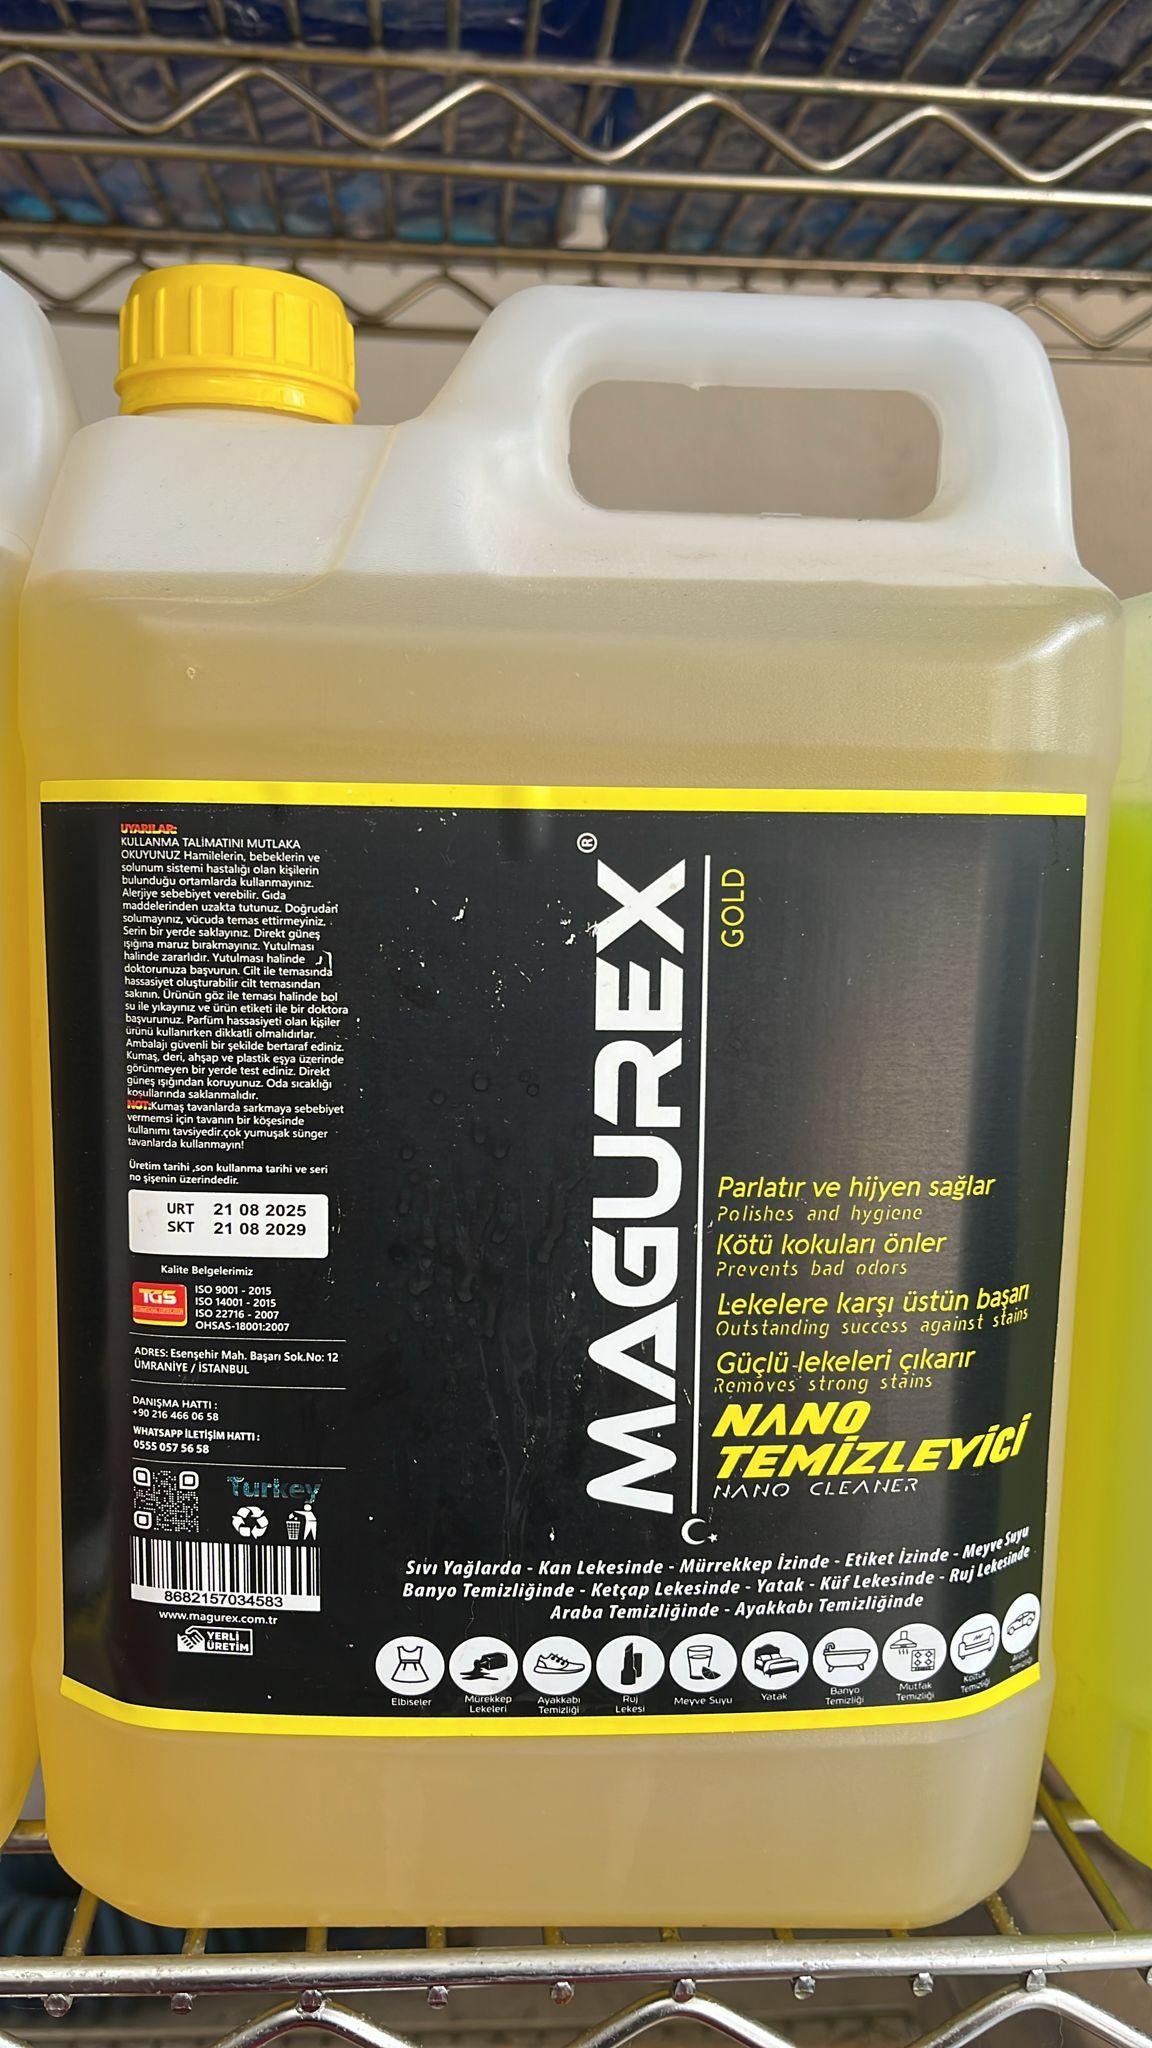 UYARILAR:
KULLANMA TALİMATINI MUTLAKA
OKUYUNUZ Hamilelerin, bebeklerin ve
solunum sistemi hastalığı olan kişilerin
bulunduğu ortamlarda kullanmayınız.
Alerjiye sebebiyet verebilir. Gıda
maddelerinden uzakta tutunuz. Doğrudan
solumayınız, vücuda temas ettirmeyiniz.
Serin bir yerde saklayınız. Direkt güneş
ışığına maruz bırakmayınız. Yutulması
halinde zararlıdır. Yutulması halinde
doktorunuza başvurun. Cilt ile temasında
hassasiyet oluşturabilir cilt temasından
sakının. Ürünün göz ile teması halinde bol
su ile yıkayınız ve ürün etiketi ile bir doktora
başvurunuz. Parfüm hassasiyeti olan kişiler
ürünü kullanırken dikkatli olmalıdırlar.
Ambalajı güvenli bir şekilde bertaraf ediniz.
Kumaş, deri, ahşap ve plastik eşya üzerinde
görünmeyen bir yerde test ediniz. Direkt
güneş ışığından koruyunuz. Oda sıcaklığı
koşullarında saklanmalıdır.
NOT:Kumaş tavanlarda sarkmaya sebebiyet
vermemsi için tavanın bir köşesinde
kullanımı tavsiyedir.çok yumuşak sünger
tavanlarda kullanmayın!
Üretim tarihi ,son kullanma tarihi ve seri
no şişenin üzerindedir.
URT 21 08 2025
SKT 21 08 2029
Kalite Belgelerimiz
TGS
ISO 9001 - 2015
ISO 14001 - 2015
ISO 22716 - 2007
OHSAS-18001:2007
ADRES: Esenşehir Mah. Başarı Sok.No: 12
ÜMRANİYE / İSTANBUL
DANIŞMA HATTI :
+90 216 466 06 58
WHATSAPP İLETİŞİM HATTI :
0555 057 56 58
Turkey
8682157034583
www.magurex.com.tr
YERLİ
ÜRETİM
MAGUREX®
GOLD
Parlatır ve hijyen sağlar
Polishes and hygiene
Kötü kokuları önler
Prevents bad odors
Lekelere karşı üstün başarı
Outstanding success against stains
Güçlü lekeleri çıkarır
Removes strong stains
NANO
TEMİZLEYİCİ
NANO CLEANER
Sıvı Yağlarda - Kan Lekesinde - Mürrekkep İzinde - Etiket İzinde - Meyve Suyu
Banyo Temizliğinde - Ketçap Lekesinde - Yatak - Küf Lekesinde - Ruj Lekesinde
Araba Temizliğinde - Ayakkabı Temizliğinde
Elbiseler
Mürekkep
Lekeleri
Ayakkabı
Temizliği
Ruj
Lekesi
Meyve Suyu
Yatak
Banyo
Temizliği
Mutfak
Temizliği
Koltuk
Temizliği
Araba
Temizliği